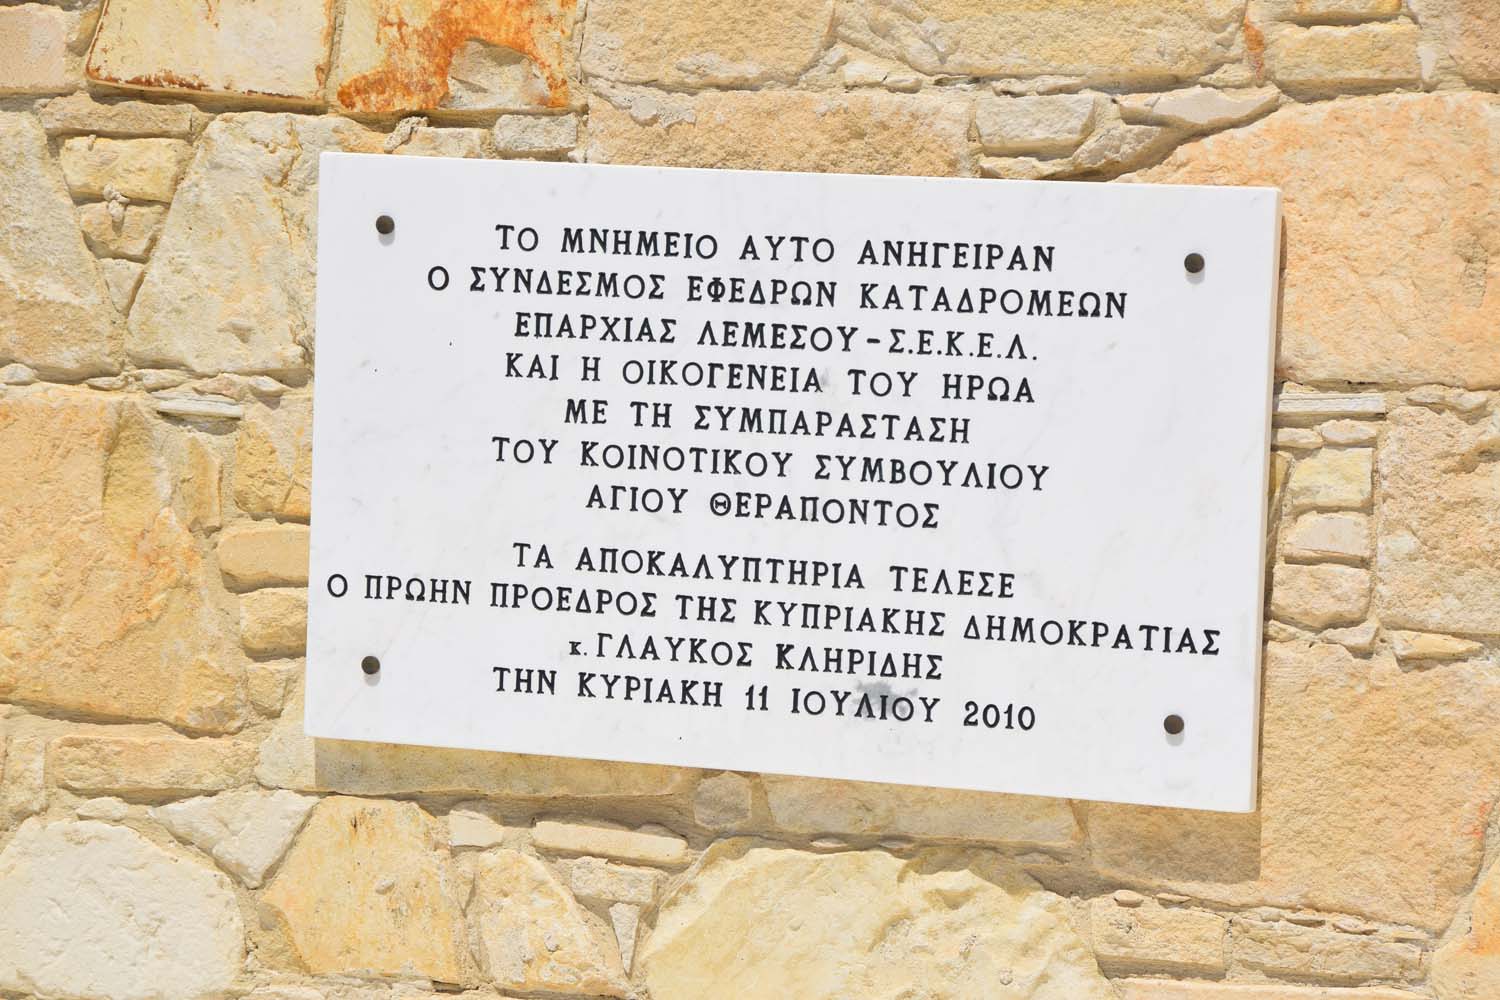 ΤΟ ΜΝΗΜΕΙΟ ΑΥΤΟ ΑΝΗΓΕΙΡΑΝ
Ο ΣΥΝΔΕΣΜΟΣ ΕΦΕΔΡΩΝ ΚΑΤΑΔΡΟΜΕΩΝ
ΕΠΑΡΧΙΑΣ ΛΕΜΕΣΟΥ - Σ.Ε.Κ.Ε.Λ.
ΚΑΙ Η ΟΙΚΟΓΕΝΕΙΑ ΤΟΥ ΗΡΩΑ
ΜΕ ΤΗ ΣΥΜΠΑΡΑΣΤΑΣΗ
ΤΟΥ ΚΟΙΝΟΤΙΚΟΥ ΣΥΜΒΟΥΛΙΟΥ
ΑΓΙΟΥ ΘΕΡΑΠΟΝΤΟΣ
ΤΑ ΑΠΟΚΑΛΥΠΤΗΡΙΑ ΤΕΛΕΣΕ
Ο ΠΡΩΗΝ ΠΡΟΕΔΡΟΣ ΤΗΣ ΚΥΠΡΙΑΚΗΣ ΔΗΜΟΚΡΑΤΙΑΣ
κ. ΓΛΑΥΚΟΣ ΚΛΗΡΙΔΗΣ
ΤΗΝ ΚΥΡΙΑΚΗ 11 ΙΟΥΛΙΟΥ 2010